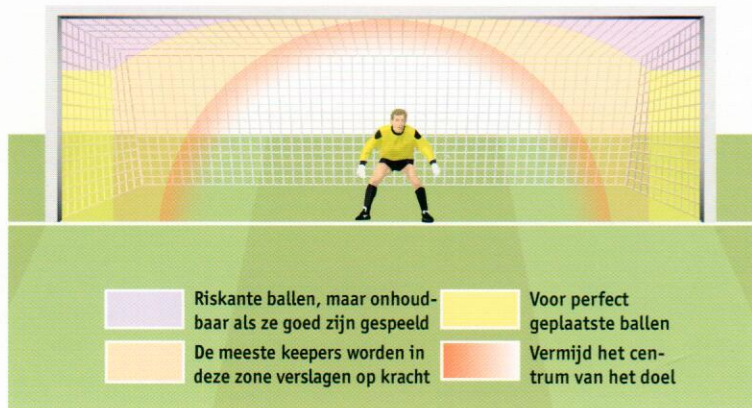 Riskante ballen, maar onhoud-
baar als ze goed zijn gespeeld
De meeste keepers worden in
deze zone verslagen op kracht
Voor perfect
geplaatste ballen
Vermijd het cen-
trum van het doel